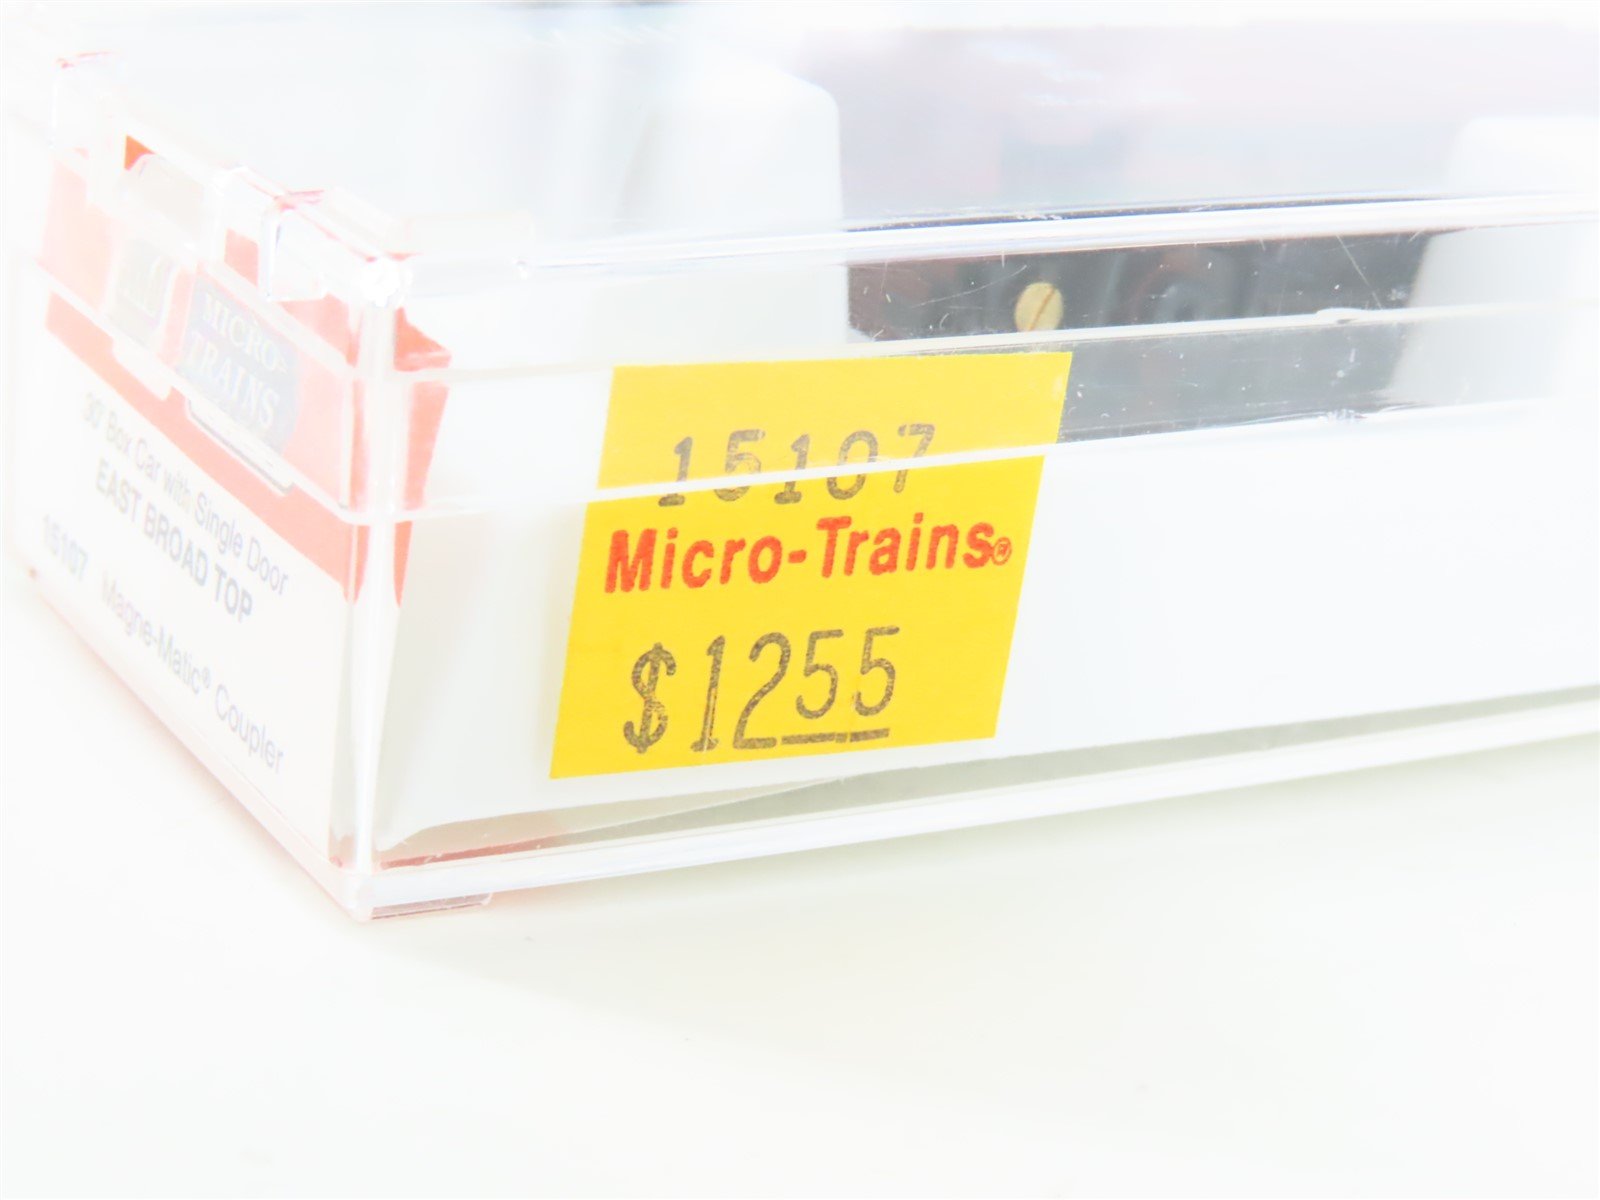 MICRO-
TRAINS
30' Box Car with Single Door
EAST BROAD TOP
15107 Magne-Matic® Coupler
15107
Micro-Trains®
$1255